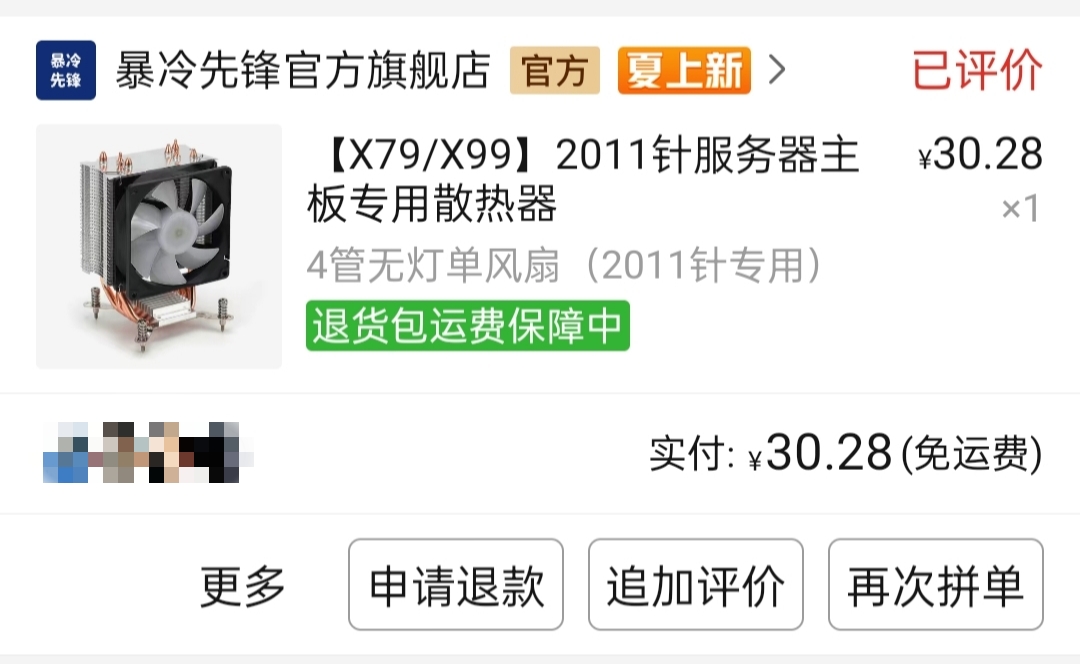 暴冷
先锋
暴冷先锋官方旗舰店 官方 夏上新 > 已评价
【X79/X99】2011针服务器主 ¥30.28
板专用散热器 ×1
4管无灯单风扇（2011针专用）
退货包运费保障中
实付: ¥30.28(免运费)
更多 申请退款 追加评价 再次拼单